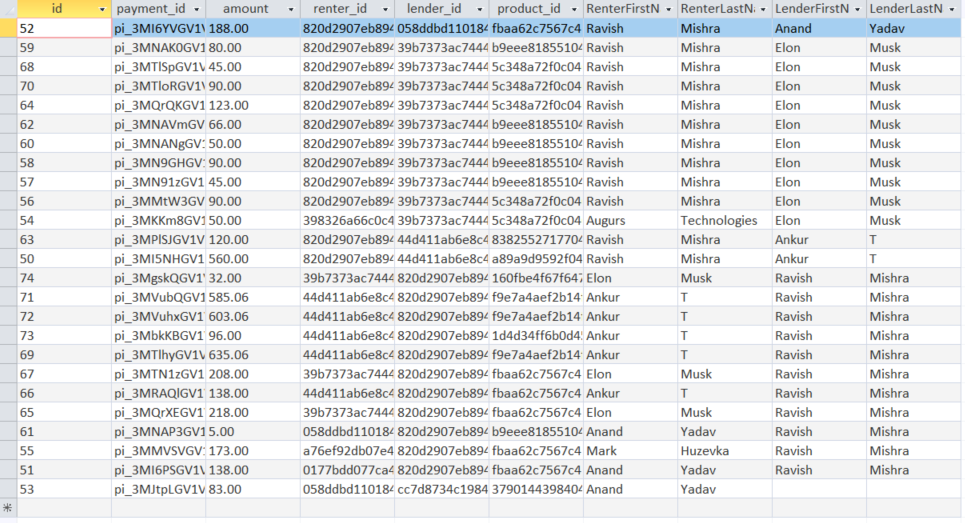 id payment_id amount renter_id lender_id product_id RenterFirstN RenterLastNa LenderFirstN LenderLastN
52 pi_3MI6YVGV1V 188.00 820d2907eb894 058ddbd110184 fbaa62c7567c4 Ravish Mishra Anand Yadav
59 pi_3MNAK0GV1 80.00 820d2907eb894 39b7373ac7444 b9eee81855104 Ravish Mishra Elon Musk
68 pi_3MTlSpGV1V 45.00 820d2907eb894 39b7373ac7444 5c348a72f0c04 Ravish Mishra Elon Musk
70 pi_3MTloRGV1V 90.00 820d2907eb894 39b7373ac7444 5c348a72f0c04 Ravish Mishra Elon Musk
64 pi_3MQrQKGV1 123.00 820d2907eb894 39b7373ac7444 5c348a72f0c04 Ravish Mishra Elon Musk
62 pi_3MNAVmGV 66.00 820d2907eb894 39b7373ac7444 b9eee81855104 Ravish Mishra Elon Musk
60 pi_3MNANgGV1 50.00 820d2907eb894 39b7373ac7444 b9eee81855104 Ravish Mishra Elon Musk
58 pi_3MN9GHGV: 90.00 820d2907eb894 39b7373ac7444 b9eee81855104 Ravish Mishra Elon Musk
57 pi_3MN91zGV1 45.00 820d2907eb894 39b7373ac7444 b9eee81855104 Ravish Mishra Elon Musk
56 pi_3MMtW3GV 90.00 820d2907eb894 39b7373ac7444 5c348a72f0c04 Ravish Mishra Elon Musk
54 pi_3MKKm8GV1 50.00 398326a66c0c4 39b7373ac7444 5c348a72f0c04 Augurs Technologies Elon Musk
63 pi_3MPlSJGV1V 120.00 820d2907eb894 44d411ab6e8c4 8382552717704 Ravish Mishra Ankur T
50 pi_3MI5NHGV1 560.00 820d2907eb894 44d411ab6e8c4 a89a9d9592f04 Ravish Mishra Ankur T
74 pi_3MgskQGV1 32.00 39b7373ac7444 820d2907eb894 160fbe4f67f647 Elon Musk Ravish Mishra
71 pi_3MVubQGV1 585.06 44d411ab6e8c4 820d2907eb894 f9e7a4aef2b14 Ankur T Ravish Mishra
72 pi_3MVuhxGV1 603.06 44d411ab6e8c4 820d2907eb894 f9e7a4aef2b14 Ankur T Ravish Mishra
73 pi_3MbkKBGV1 96.00 44d411ab6e8c4 820d2907eb894 1d4d34ff6b0d4 Ankur T Ravish Mishra
69 pi_3MTlhyGV1V 635.06 44d411ab6e8c4 820d2907eb894 f9e7a4aef2b14 Ankur T Ravish Mishra
67 pi_3MTN1zGV1 208.00 39b7373ac7444 820d2907eb894 fbaa62c7567c4 Elon Musk Ravish Mishra
66 pi_3MRAQlGV1 138.00 44d411ab6e8c4 820d2907eb894 fbaa62c7567c4 Ankur T Ravish Mishra
65 pi_3MQrXEGV1 218.00 39b7373ac7444 820d2907eb894 fbaa62c7567c4 Elon Musk Ravish Mishra
61 pi_3MNAP3GV1 5.00 058ddbd110184 820d2907eb894 b9eee81855104 Anand Yadav Ravish Mishra
55 pi_3MMVSVGV: 173.00 a76ef92db07e4 820d2907eb894 fbaa62c7567c4 Mark Huzevka Ravish Mishra
51 pi_3MI6PSGV1V 138.00 0177bdd077ca4 820d2907eb894 fbaa62c7567c4 Anand Yadav Ravish Mishra
53 pi_3MJtpLGV1V 83.00 058ddbd110184 cc7d8734c1984 3790144398404 Anand Yadav